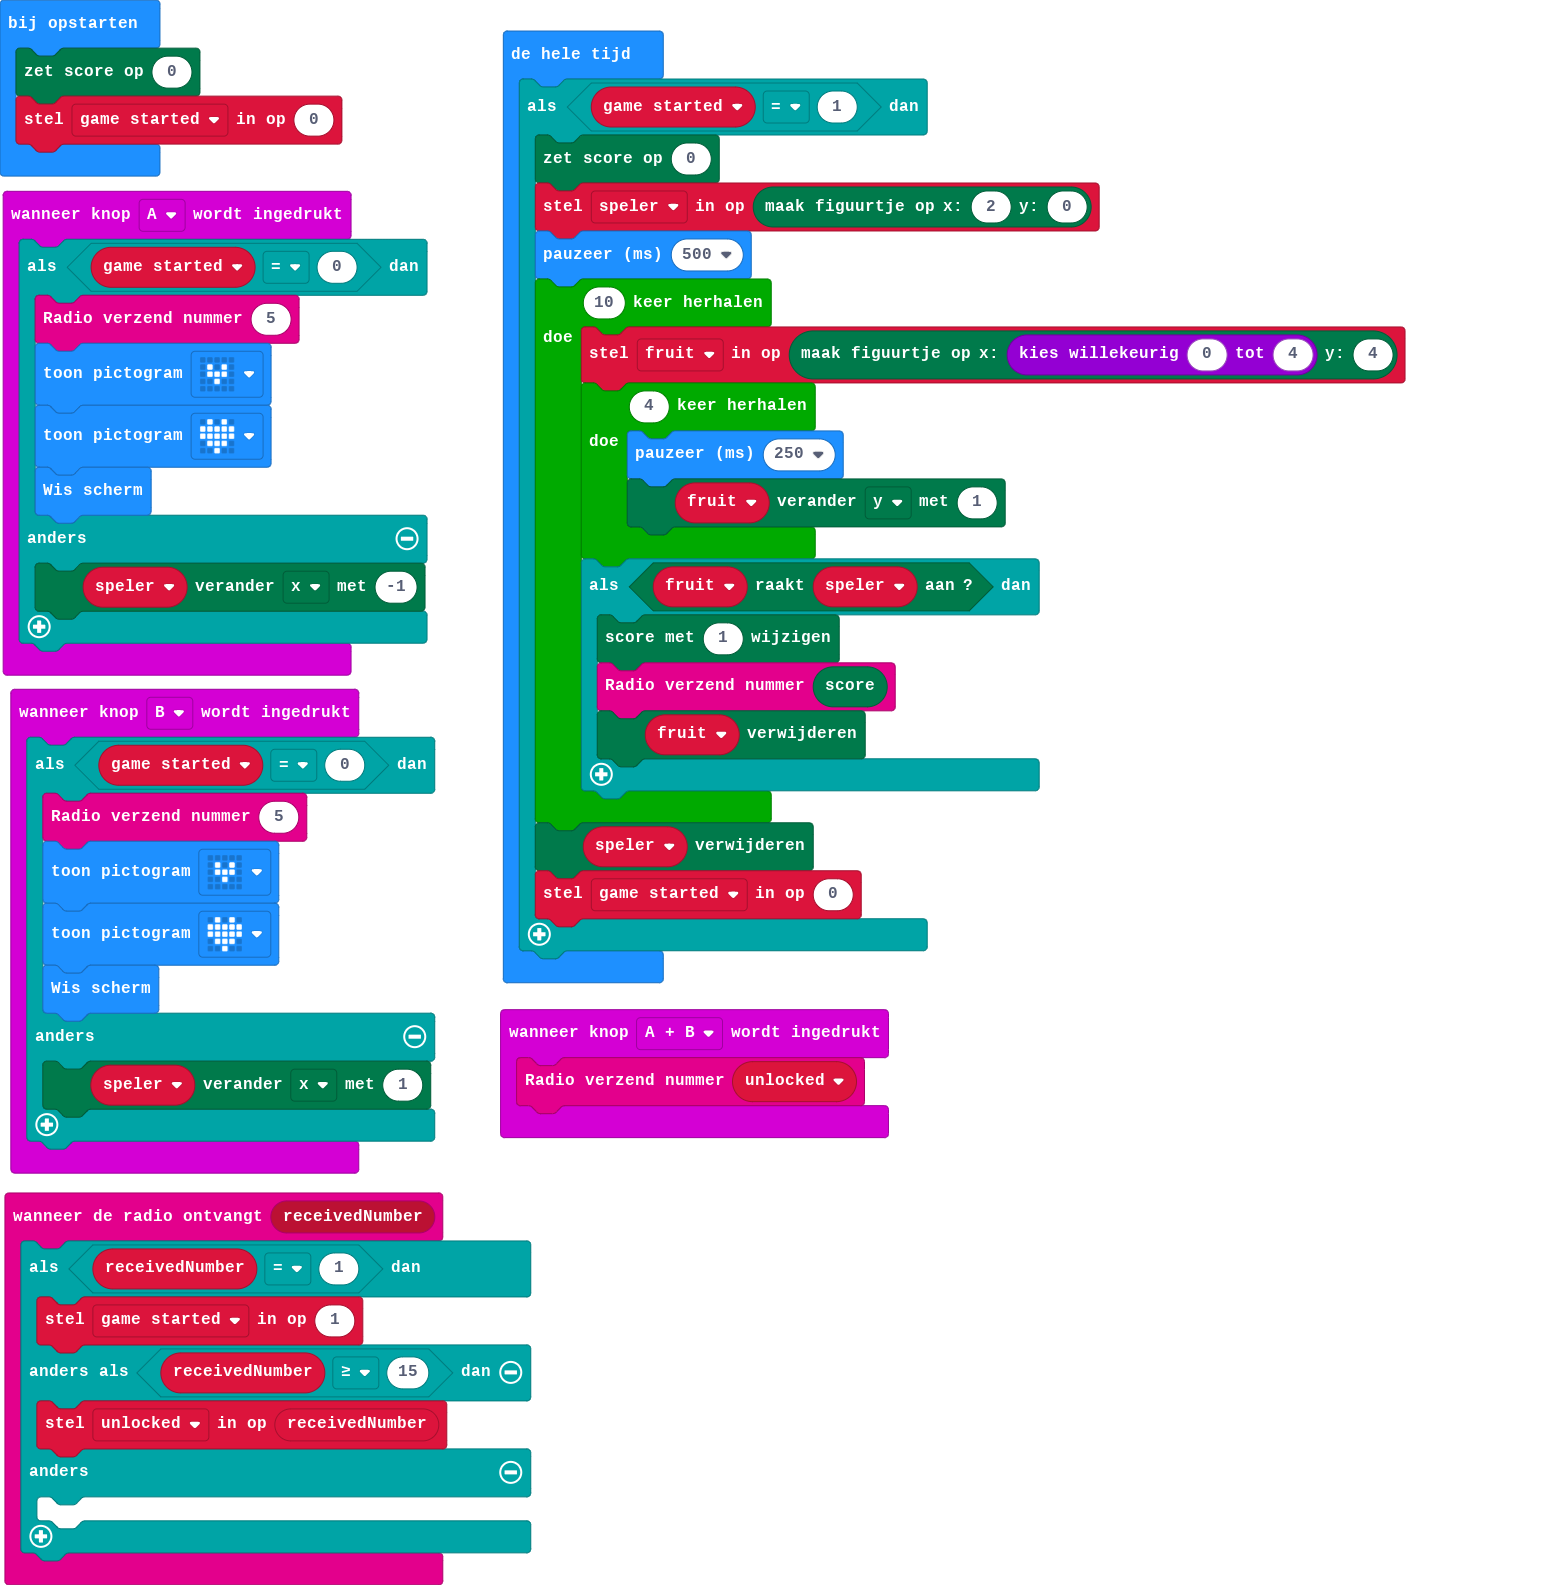 bij opstarten
zet score op 0
stel game started in op 0
wanneer knop A wordt ingedrukt
als game started = 0 dan
Radio verzend nummer 5
toon pictogram
toon pictogram
Wis scherm
anders
speler verander x met -1
wanneer knop B wordt ingedrukt
als game started = 0 dan
Radio verzend nummer 5
toon pictogram
toon pictogram
Wis scherm
anders
speler verander x met 1
wanneer de radio ontvangt receivedNumber
als receivedNumber = 1 dan
stel game started in op 1
anders als receivedNumber ≥ 15 dan
stel unlocked in op receivedNumber
anders
de hele tijd
als game started = 1 dan
zet score op 0
stel speler in op maak figuurtje op x: 2 y: 0
pauzeer (ms) 500
10 keer herhalen
doe
stel fruit in op maak figuurtje op x: kies willekeurig 0 tot 4 y: 4
4 keer herhalen
doe
pauzeer (ms) 250
fruit verander y met 1
als fruit raakt speler aan ? dan
score met 1 wijzigen
Radio verzend nummer score
fruit verwijderen
speler verwijderen
stel game started in op 0
wanneer knop A + B wordt ingedrukt
Radio verzend nummer unlocked